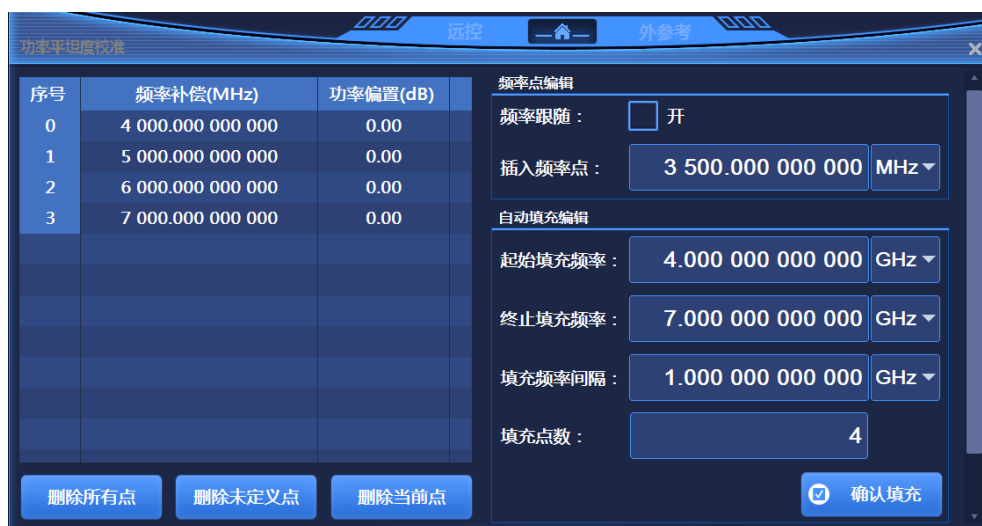 远控
外参考
功率平坦度校准
序号 频率补偿(MHz) 功率偏置(dB)
0 4 000.000 000 000 0.00
1 5 000.000 000 000 0.00
2 6 000.000 000 000 0.00
3 7 000.000 000 000 0.00
删除所有点 删除未定义点 删除当前点
频率点编辑
频率跟随： 开
插入频率点： 3 500.000 000 000 MHz
自动填充编辑
起始填充频率： 4.000 000 000 000 GHz
终止填充频率： 7.000 000 000 000 GHz
填充频率间隔： 1.000 000 000 000 GHz
填充点数： 4
确认填充